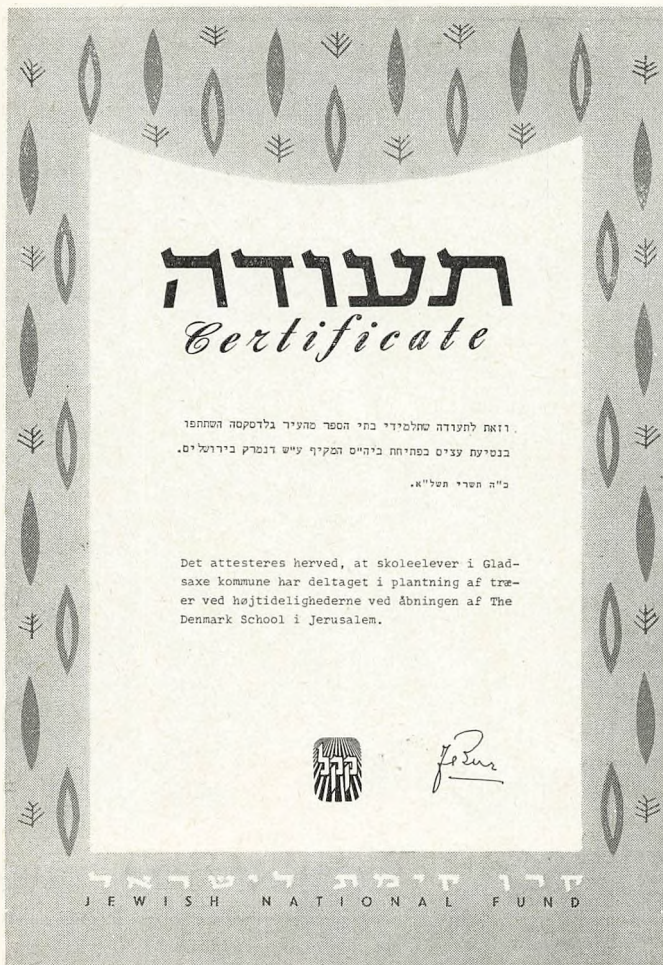 תעודה
Certificate
וזאת לתעודה שתלמידי בתי הספר מהעיר גלדסקסה השתתפו
בנטיעת עצים בפתיחת ביה"ס המקיף ע"ש דנמרק בירושלים.
כ"ה תשרי תשל"א.
Det attesteres herved, at skoleelever i Glad-
saxe kommune har deltaget i plantning af træ-
er ved højtidelighederne ved åbningen af The
Denmark School i Jerusalem.
קקל
קרן קימת לישראל
JEWISH NATIONAL FUND